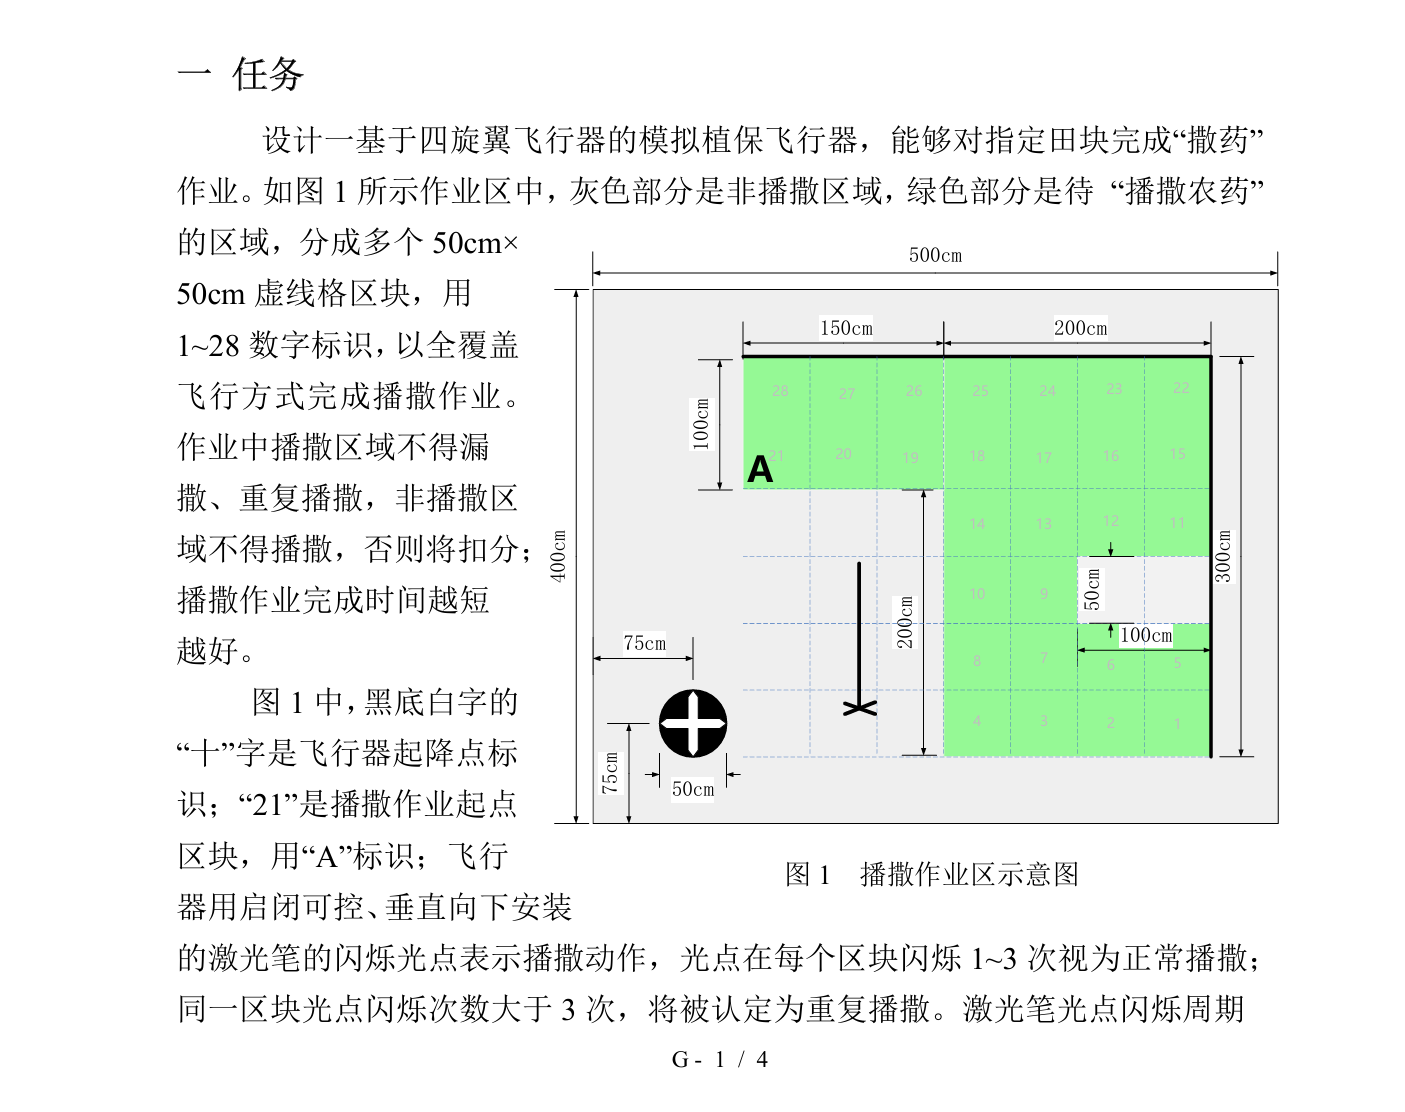 一 任务
设计一基于四旋翼飞行器的模拟植保飞行器，能够对指定田块完成“撒药”
作业。如图 1 所示作业区中，灰色部分是非播撒区域，绿色部分是待 “播撒农药”
的区域，分成多个 50cm×
50cm 虚线格区块，用
1~28 数字标识，以全覆盖
飞行方式完成播撒作业。
作业中播撒区域不得漏
撒、重复播撒，非播撒区
域不得播撒，否则将扣分；
播撒作业完成时间越短
越好。
图 1 中，黑底白字的
“十”字是飞行器起降点标
识；“21”是播撒作业起点
区块，用“A”标识；飞行
器用启闭可控、垂直向下安装
的激光笔的闪烁光点表示播撒动作，光点在每个区块闪烁 1~3 次视为正常播撒；
同一区块光点闪烁次数大于 3 次，将被认定为重复播撒。激光笔光点闪烁周期
500cm
150cm 200cm
28 27 26 25 24 23 22
100cm
A 21 20 19 18 17 16 15
14 13 12 11
400cm
300cm
10 9
50cm
200cm
100cm
75cm
8 7 6 5
4 3 2 1
75cm
50cm
图 1 播撒作业区示意图
G- 1 / 4